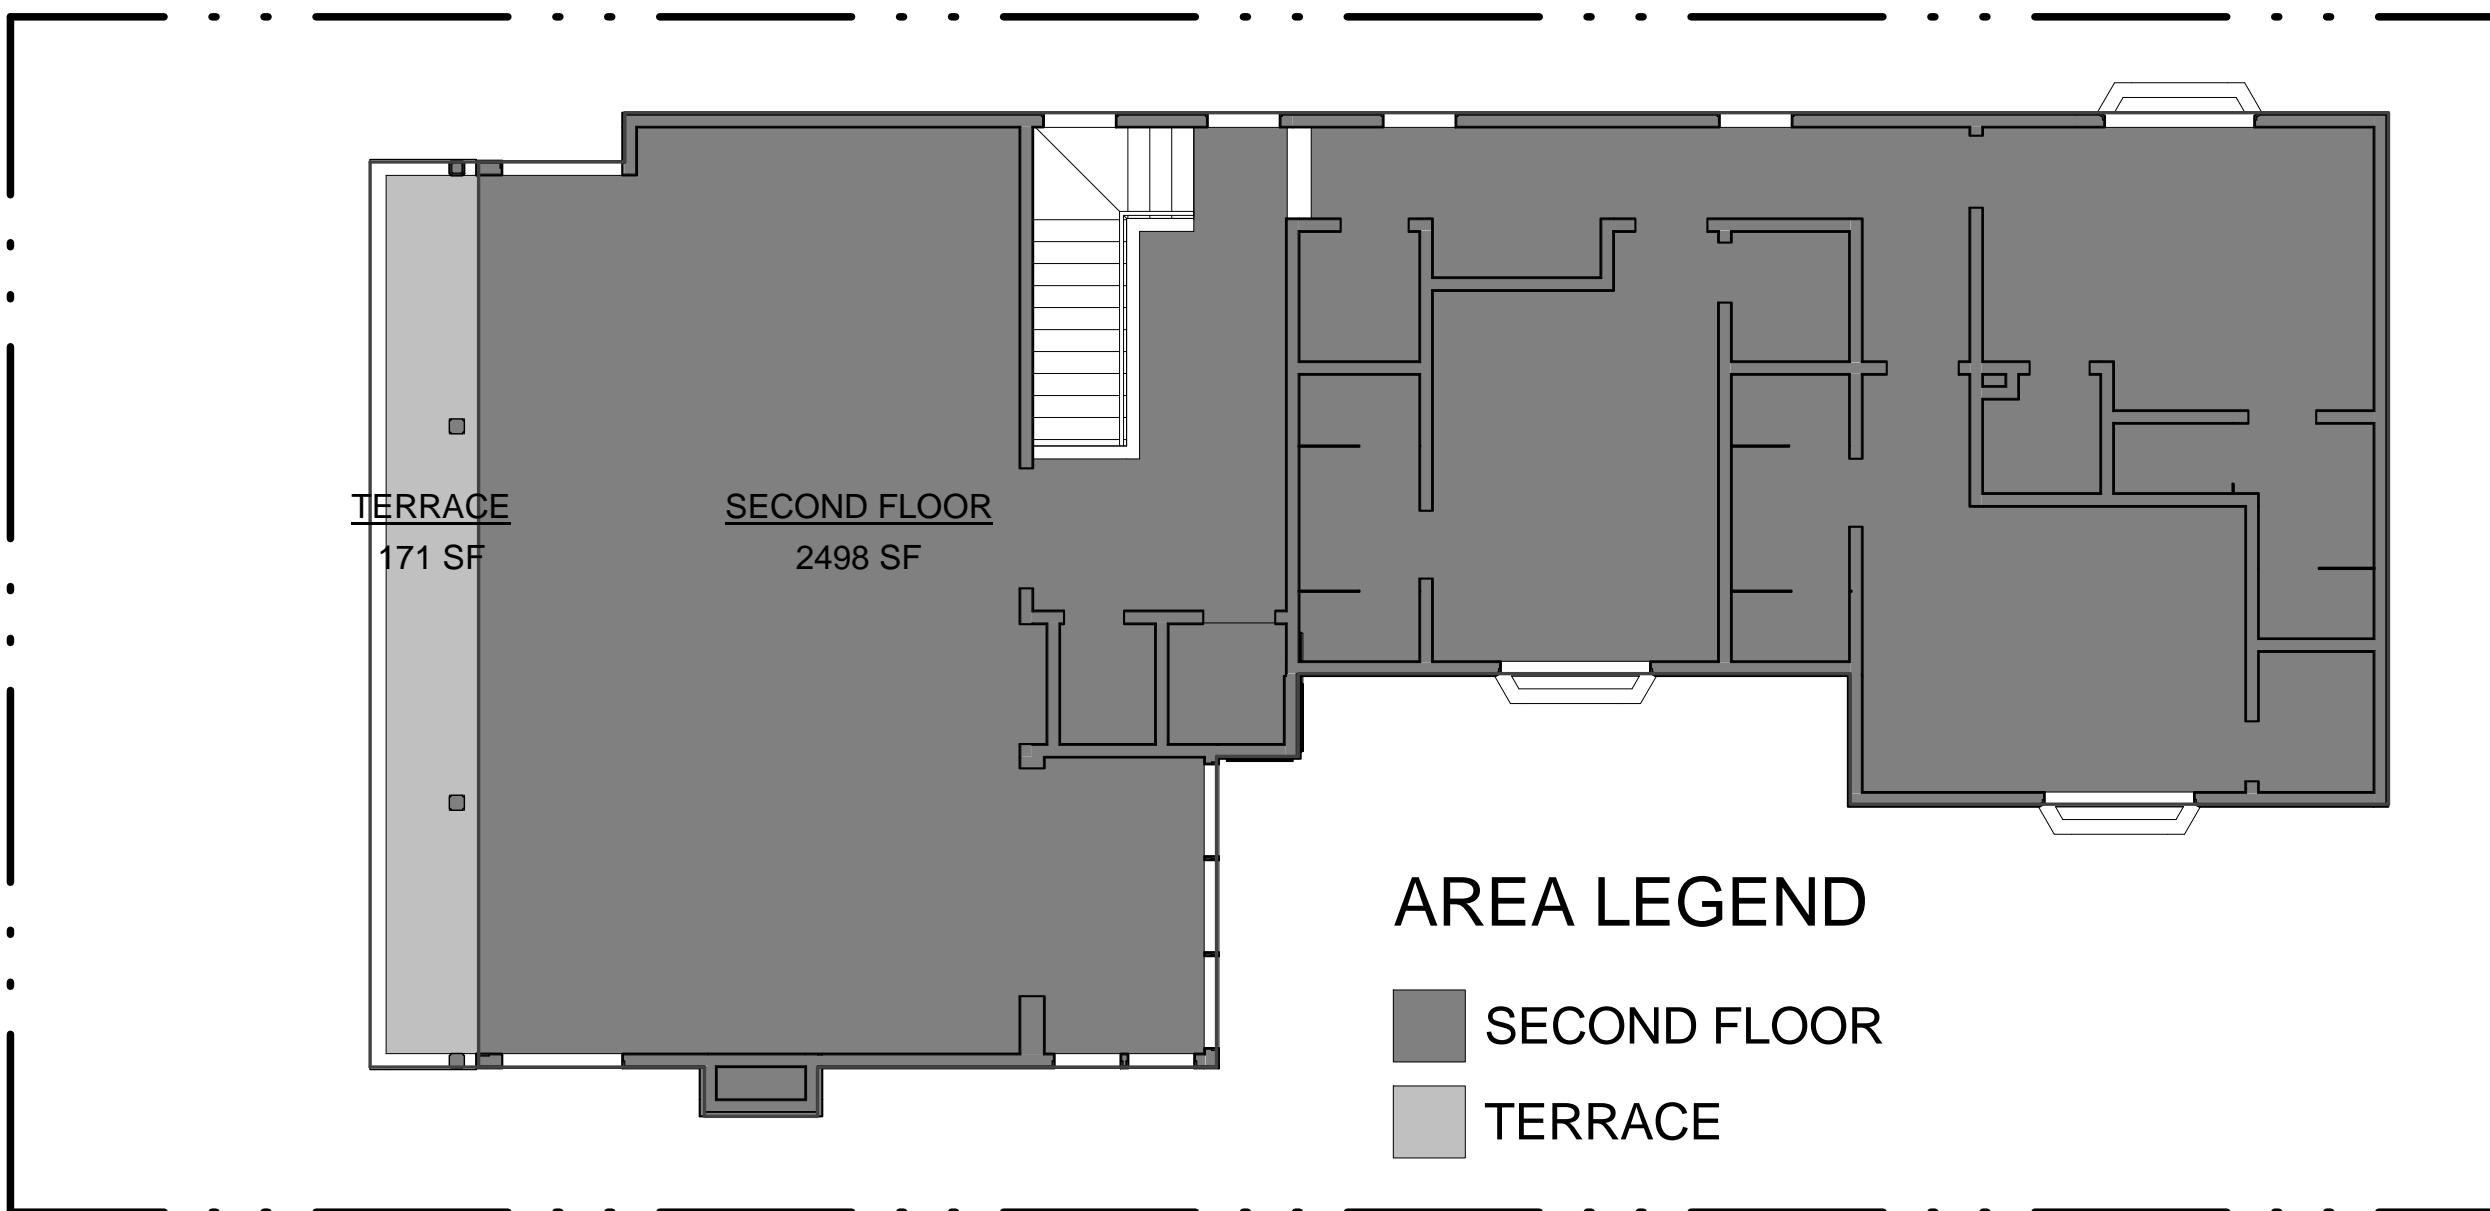 TERRACE
171 SF
SECOND FLOOR
2498 SF
AREA LEGEND
SECOND FLOOR
TERRACE